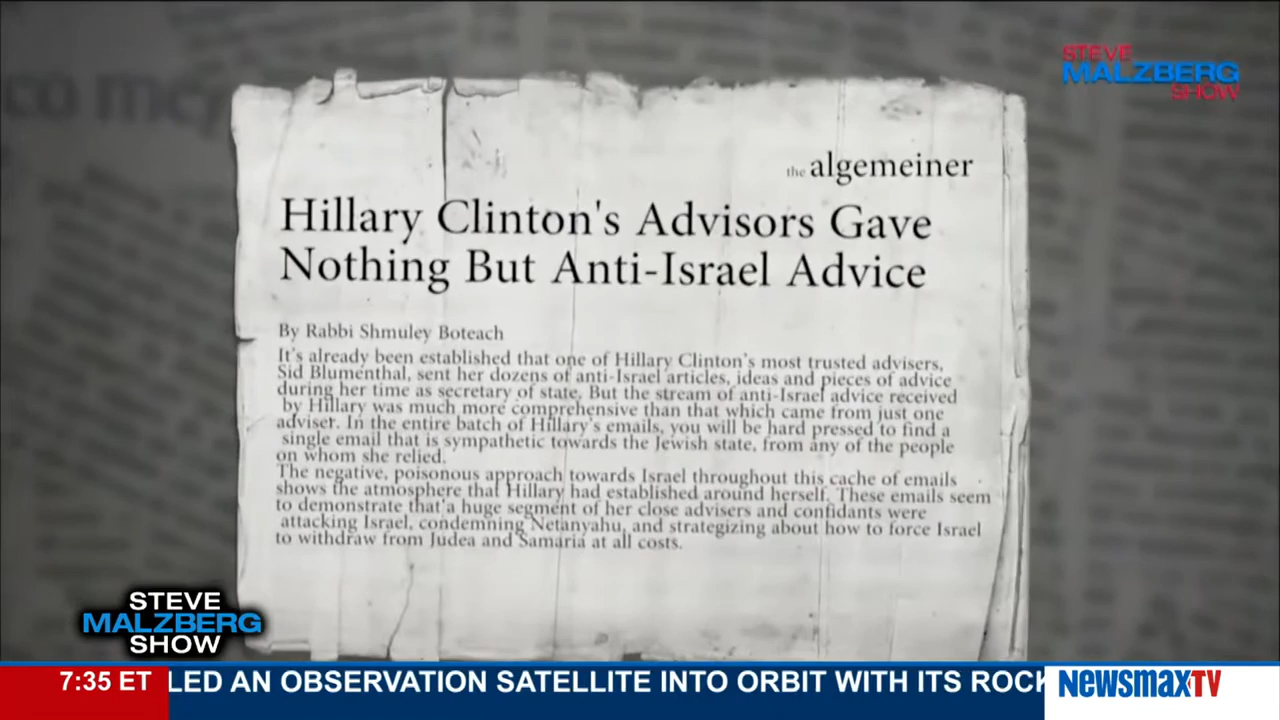 STEVE
MALZBERG
SHOW
the algemeiner
Hillary Clinton's Advisors Gave
Nothing But Anti-Israel Advice
By Rabbi Shmuley Boteach
It's already been established that one of Hillary Clinton's most trusted advisers,
Sid Blumenthal, sent her dozens of anti-Israel articles, ideas and pieces of advice
during her time as secretary of state. But the stream of anti-Israel advice received
by Hillary was much more comprehensive than that which came from just one
adviser. In the entire batch of Hillary's emails, you will be hard pressed to find a
single email that is sympathetic towards the Jewish state, from any of the people
on whom she relied.
The negative, poisonous approach towards Israel throughout this cache of emails
shows the atmosphere that Hillary had established around herself. These emails seem
to demonstrate that a huge segment of her close advisers and confidants were
attacking Israel, condemning Netanyahu, and strategizing about how to force Israel
to withdraw from Judea and Samaria at all costs.
STEVE
MALZBERG
SHOW
7:35 ET LED AN OBSERVATION SATELLITE INTO ORBIT WITH ITS ROCK NEWSMAXTV